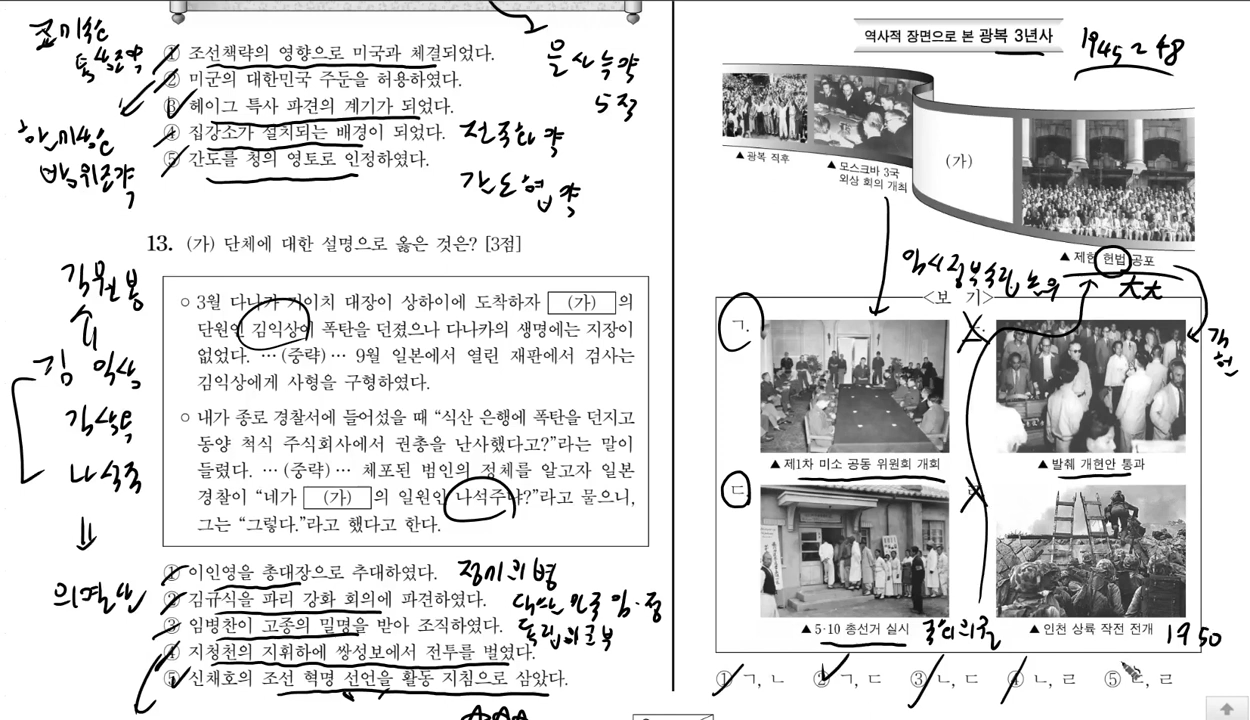 ① 조선책략의 영향으로 미국과 체결되었다.
② 미군의 대한민국 주둔을 허용하였다.
③ 헤이그 특사 파견의 계기가 되었다.
④ 집강소가 설치되는 배경이 되었다.
⑤ 간도를 청의 영토로 인정하였다.
을사늑약
5적
전주화약
간도협약
13. (가) 단체에 대한 설명으로 옳은 것은? [3점]
○ 3월 다나카 기이치 대장이 상하이에 도착하자 (가) 의
단원인 김익상이 폭탄을 던졌으나 다나카의 생명에는 지장이
없었다. … (중략) … 9월 일본에서 열린 재판에서 검사는
김익상에게 사형을 구형하였다.
○ 내가 종로 경찰서에 들어섰을 때 “식산 은행에 폭탄을 던지고
동양 척식 주식회사에서 권총을 난사했다고?”라는 말이
들렸다. … (중략) … 체포된 범인의 정체를 알고자 일본
경찰이 “네가 (가) 의 일원인 나석주냐?”라고 물으니,
그는 “그렇다.”라고 했다고 한다.
김원봉
김익상
김상옥
나석주
의열단
① 이인영을 총대장으로 추대하였다.
② 김규식을 파리 강화 회의에 파견하였다.
③ 임병찬이 고종의 밀명을 받아 조직하였다.
④ 지청천의 지휘하에 쌍성보에서 전투를 벌였다.
⑤ 신채호의 조선 혁명 선언을 활동 지침으로 삼았다.
정미의병
대한민국 임·정
독립의군부
역사적 장면으로 본 광복 3년사
1945 ~ 48
▲ 광복 직후
▲ 모스크바 3국
외상 회의 개최
(가)
▲ 제헌 헌법 공포
임시정부수립 논의
개헌
<보 기>
ㄱ.
▲ 제1차 미소 공동 위원회 개회
▲ 발췌 개헌안 통과
ㄷ.
▲ 5·10 총선거 실시
국회의원
▲ 인천 상륙 작전 전개
1950
① ㄱ, ㄴ
② ㄱ, ㄷ
③ ㄴ, ㄷ
④ ㄴ, ㄹ
⑤ ㄷ, ㄹ